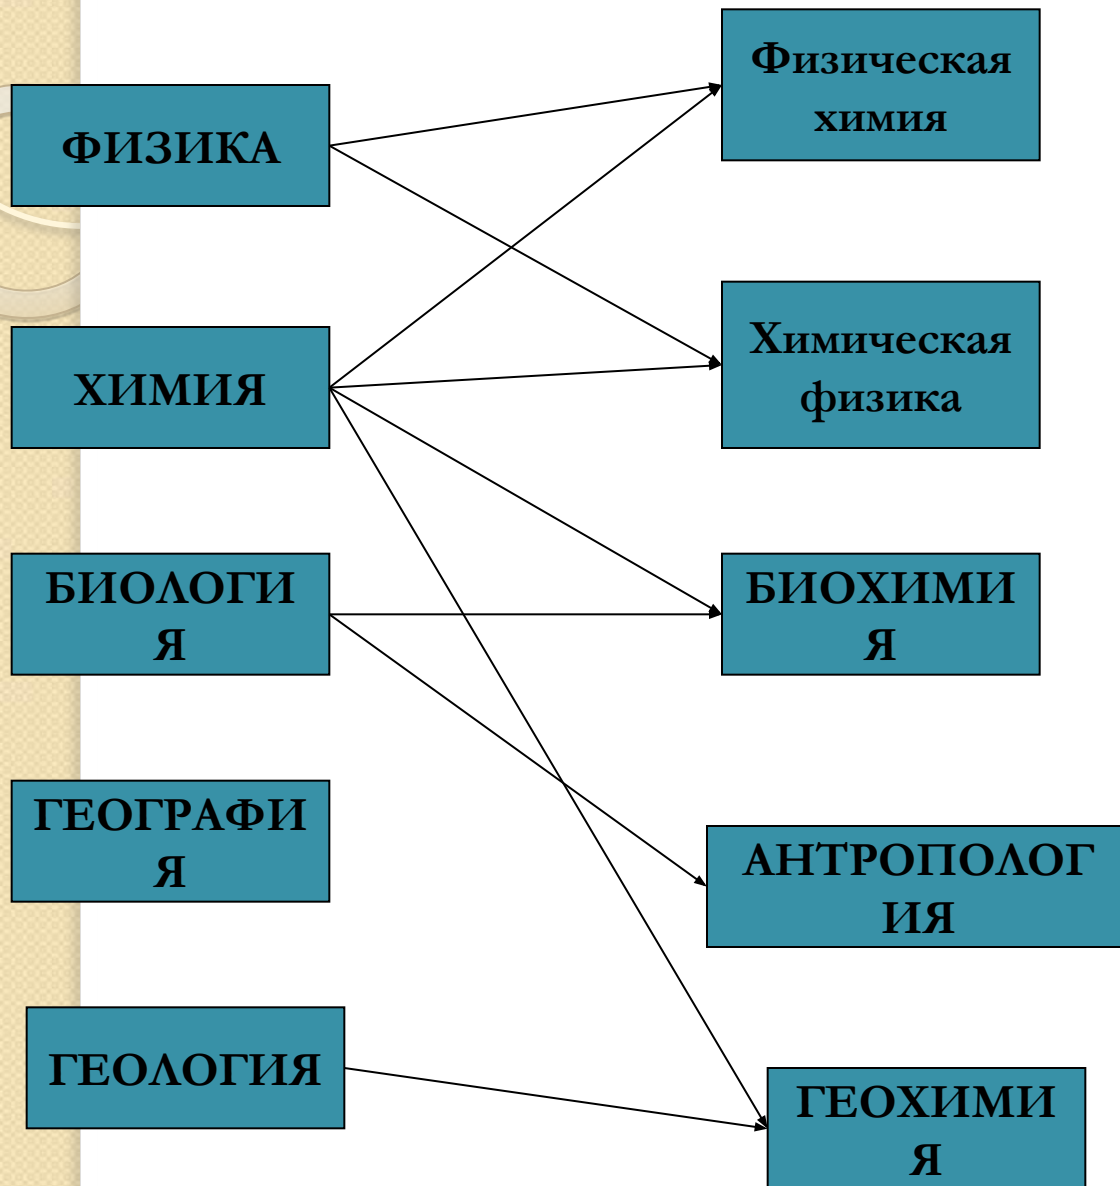 ФИЗИКА
ХИМИЯ
БИОЛОГИ
Я
ГЕОГРАФИ
Я
ГЕОЛОГИЯ
Физическая
химия
Химическая
физика
БИОХИМИ
Я
АНТРОПОЛОГ
ИЯ
ГЕОХИМИ
Я